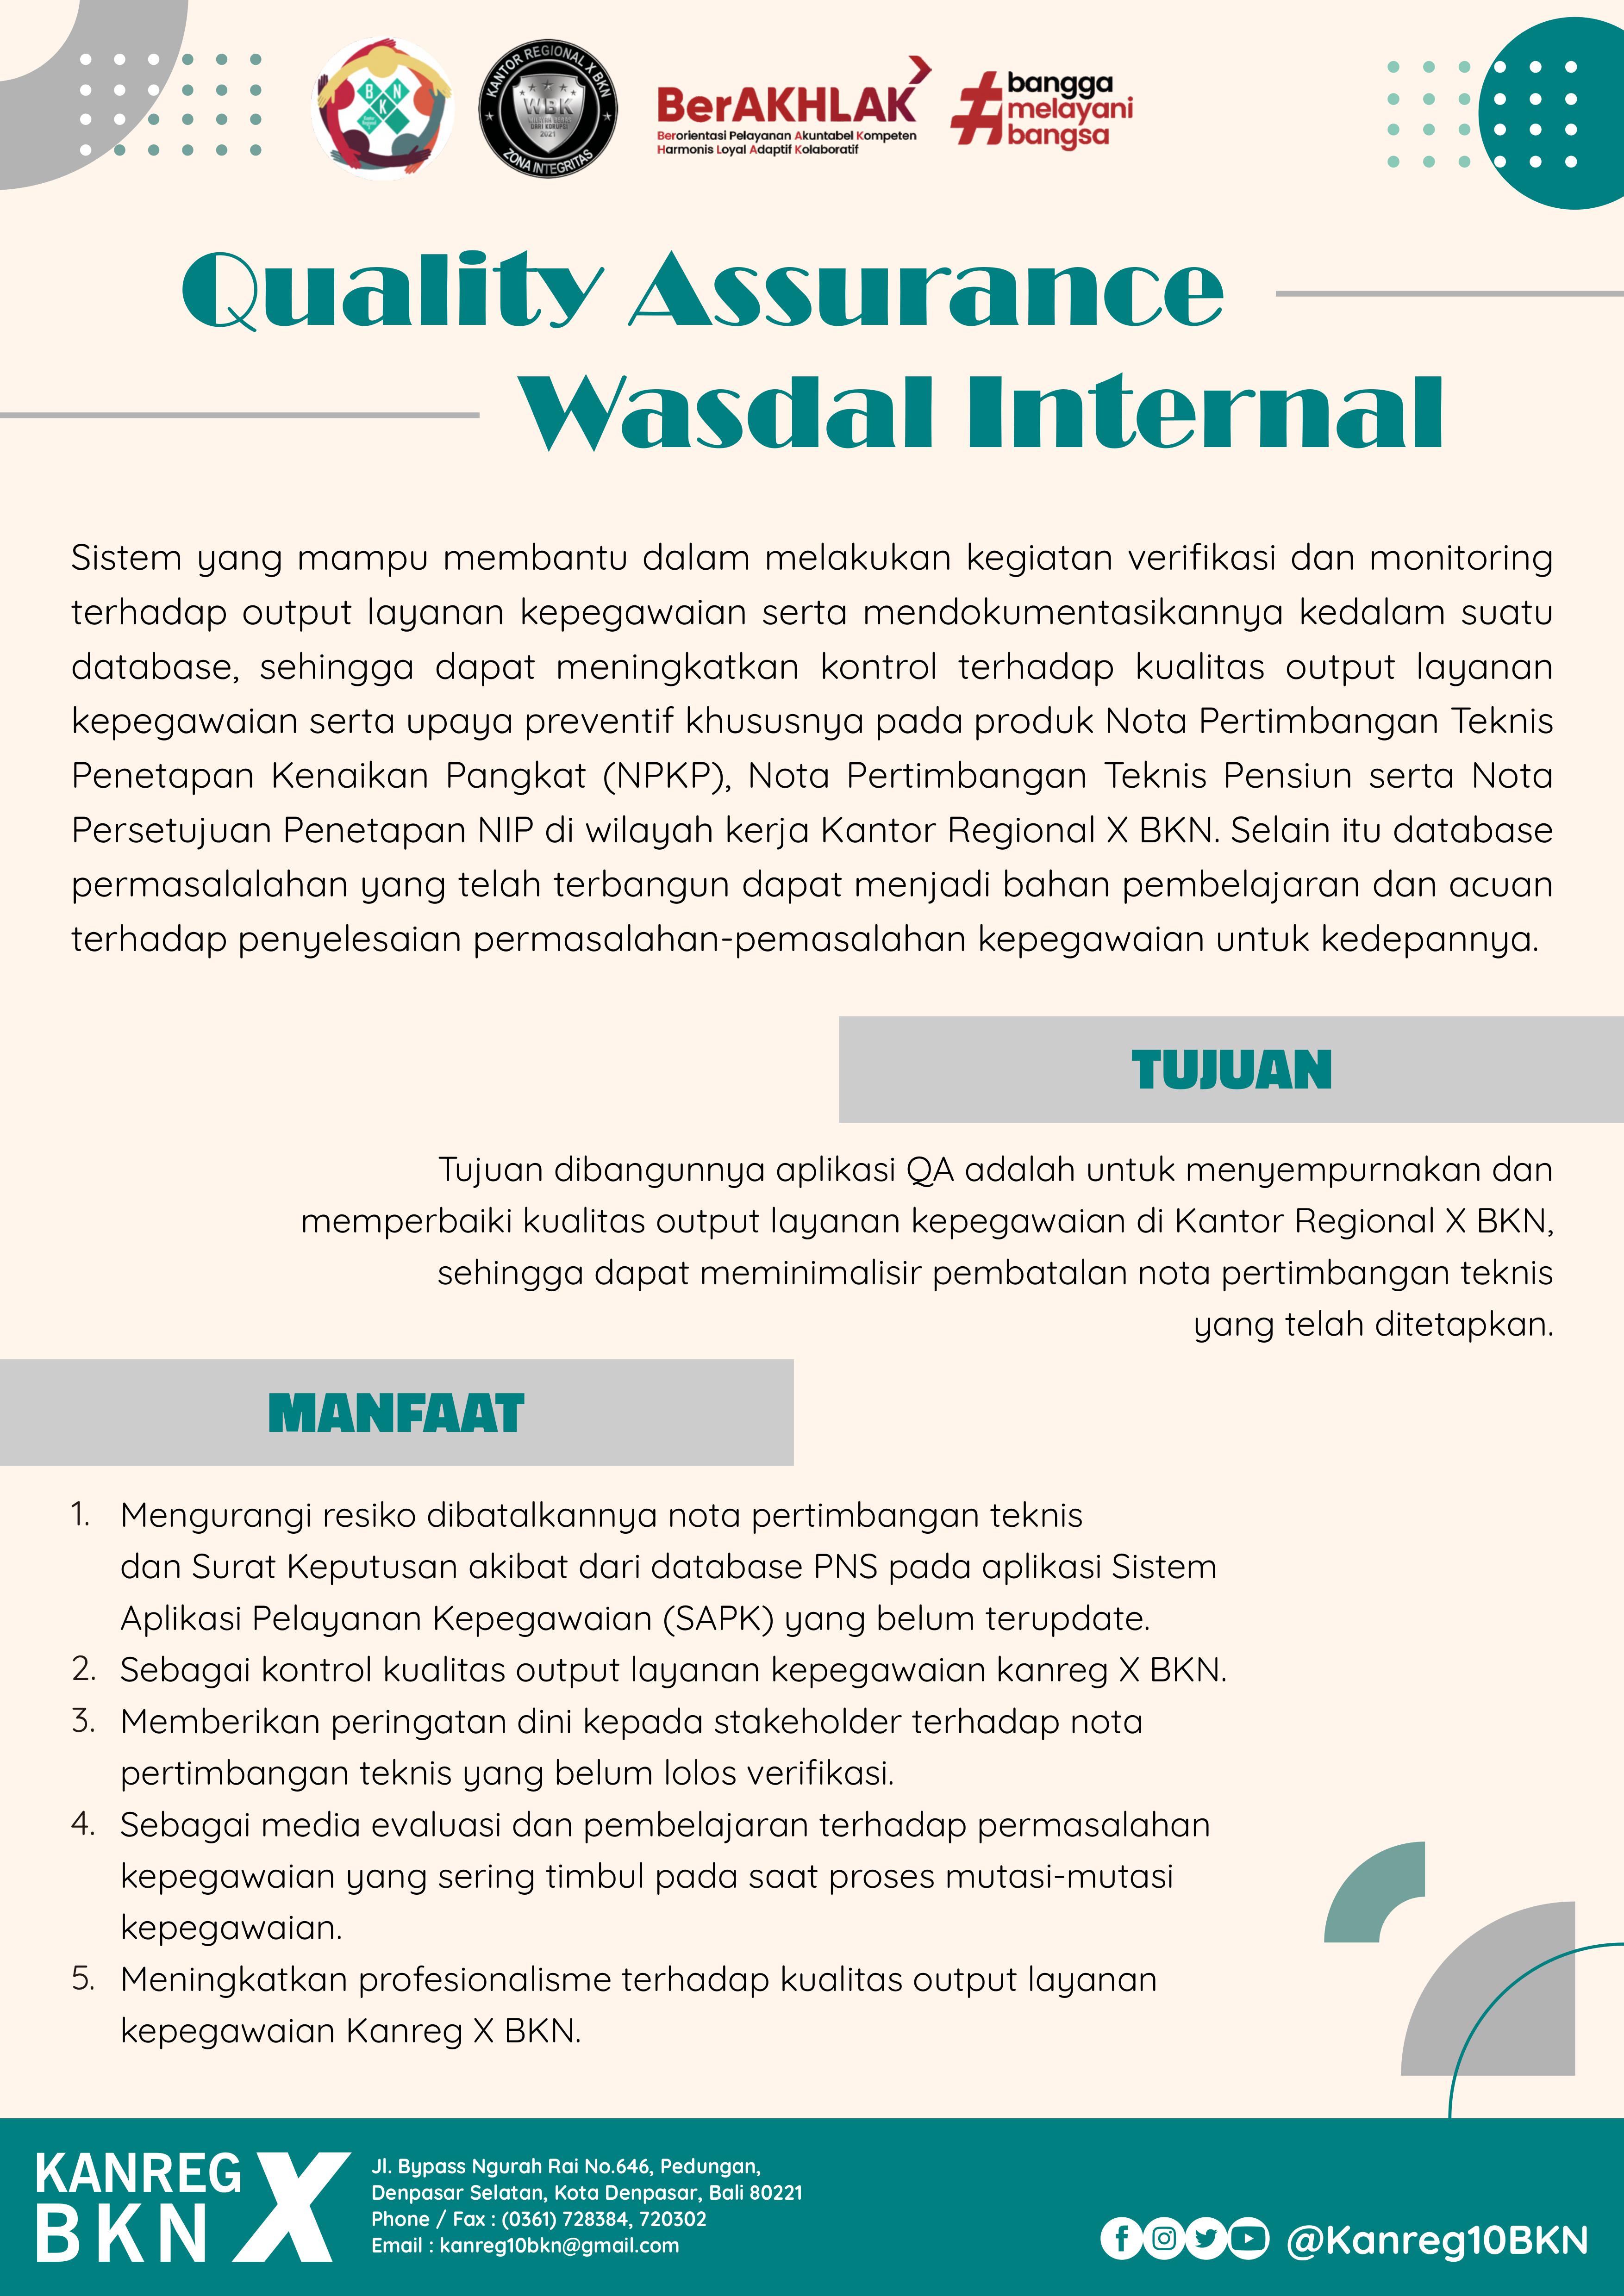 B N
K
KANTOR REGIONAL X BKN
WBK
2021
ZONA INTEGRITAS
BerAKHLAK
Berorientasi Pelayanan Akuntabel Kompeten
Harmonis Loyal Adaptif Kolaboratif
#
bangga
melayani
bangsa
Quality Assurance
Wasdal Internal
Sistem yang mampu membantu dalam melakukan kegiatan verifikasi dan monitoring
terhadap output layanan kepegawaian serta mendokumentasikannya kedalam suatu
database, sehingga dapat meningkatkan kontrol terhadap kualitas output layanan
kepegawaian serta upaya preventif khususnya pada produk Nota Pertimbangan Teknis
Penetapan Kenaikan Pangkat (NPKP), Nota Pertimbangan Teknis Pensiun serta Nota
Persetujuan Penetapan NIP di wilayah kerja Kantor Regional X BKN. Selain itu database
permasalalahan yang telah terbangun dapat menjadi bahan pembelajaran dan acuan
terhadap penyelesaian permasalahan-pemasalahan kepegawaian untuk kedepannya.
TUJUAN
Tujuan dibangunnya aplikasi QA adalah untuk menyempurnakan dan
memperbaiki kualitas output layanan kepegawaian di Kantor Regional X BKN,
sehingga dapat meminimalisir pembatalan nota pertimbangan teknis
yang telah ditetapkan.
MANFAAT
1. Mengurangi resiko dibatalkannya nota pertimbangan teknis
dan Surat Keputusan akibat dari database PNS pada aplikasi Sistem
Aplikasi Pelayanan Kepegawaian (SAPK) yang belum terupdate.
2. Sebagai kontrol kualitas output layanan kepegawaian kanreg X BKN.
3. Memberikan peringatan dini kepada stakeholder terhadap nota
pertimbangan teknis yang belum lolos verifikasi.
4. Sebagai media evaluasi dan pembelajaran terhadap permasalahan
kepegawaian yang sering timbul pada saat proses mutasi-mutasi
kepegawaian.
5. Meningkatkan profesionalisme terhadap kualitas output layanan
kepegawaian Kanreg X BKN.
KANREG X
BKN
Jl. Bypass Ngurah Rai No.646, Pedungan,
Denpasar Selatan, Kota Denpasar, Bali 80221
Phone / Fax : (0361) 728384, 720302
Email : kanreg10bkn@gmail.com
@Kanreg10BKN